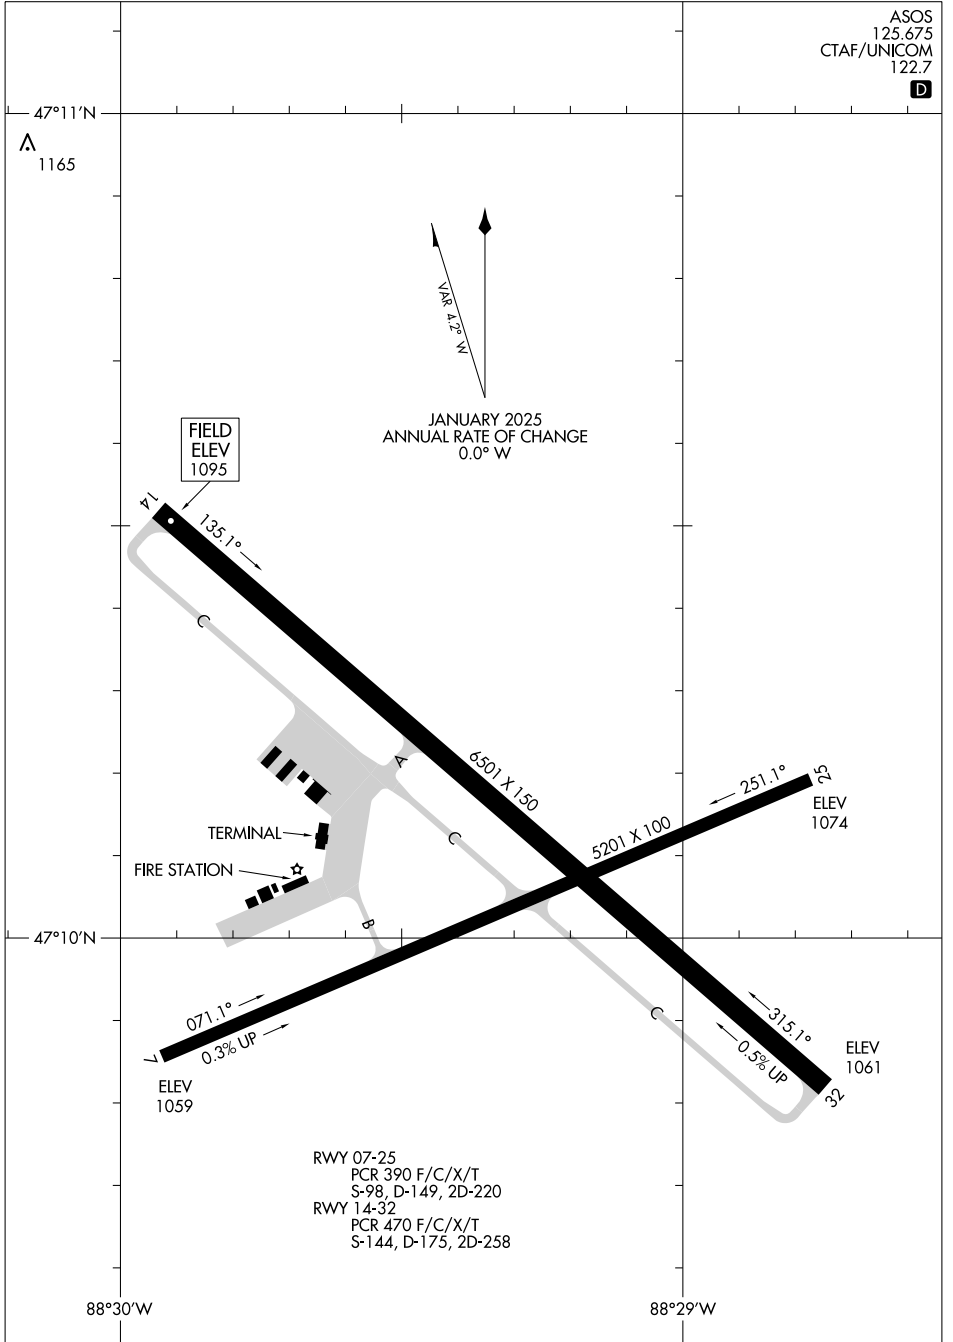 ASOS
125.675
CTAF/UNICOM
122.7
D
47°11'N
1165
VAR 4.2° W
JANUARY 2025
ANNUAL RATE OF CHANGE
0.0° W
FIELD
ELEV
1095
14
135.1°
C
A
6501 X 150
251.1°
25
ELEV
1074
5201 X 100
C
TERMINAL
FIRE STATION
B
47°10'N
071.1°
0.3% UP
7
ELEV
1059
C
315.1°
0.5% UP
ELEV
1061
32
RWY 07-25
PCR 390 F/C/X/T
S-98, D-149, 2D-220
RWY 14-32
PCR 470 F/C/X/T
S-144, D-175, 2D-258
88°30'W
88°29'W